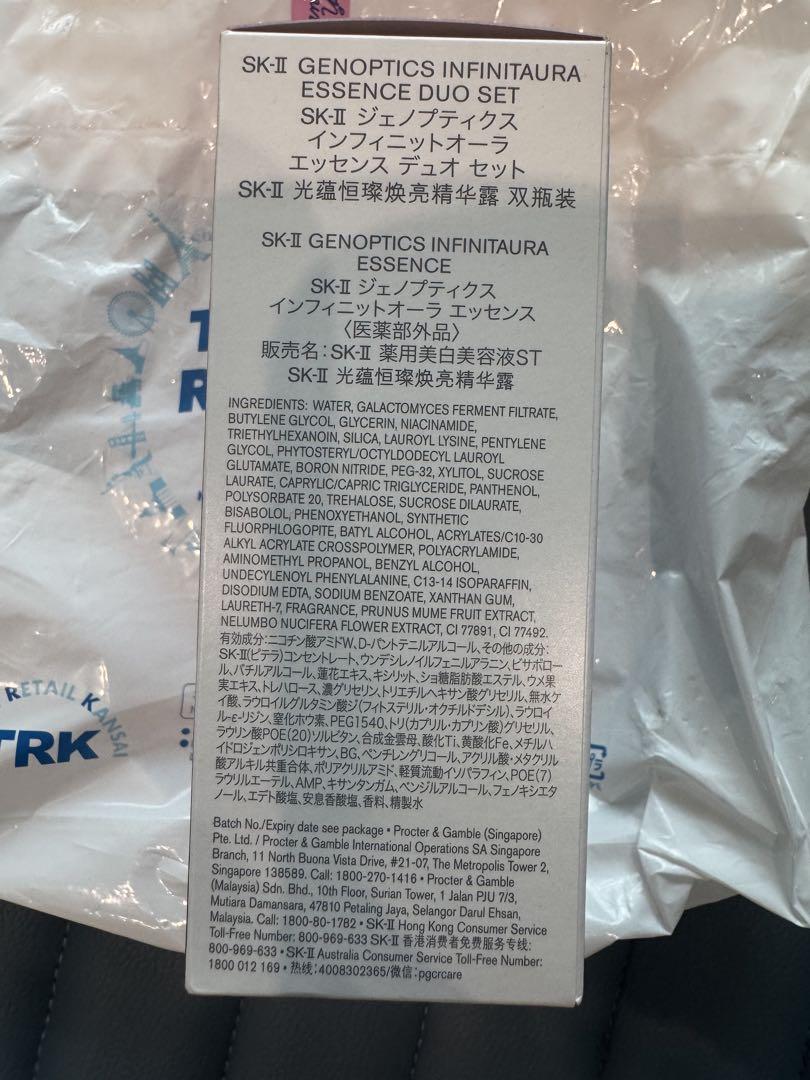 SK-II GENOPTICS INFINITAURA
ESSENCE DUO SET
SK-II ジェノプティクス
インフィニットオーラ
エッセンス デュオ セット
SK-II 光蕴恒璨焕亮精华露 双瓶装
SK-II GENOPTICS INFINITAURA
ESSENCE
SK-II ジェノプティクス
インフィニットオーラ エッセンス
〈医薬部外品〉
販売名：SK-II 薬用美白美容液ST
SK-II 光蕴恒璨焕亮精华露
INGREDIENTS: WATER, GALACTOMYCES FERMENT FILTRATE,
BUTYLENE GLYCOL, GLYCERIN, NIACINAMIDE,
TRIETHYLHEXANOIN, SILICA, LAUROYL LYSINE, PENTYLENE
GLYCOL, PHYTOSTERYL/OCTYLDODECYL LAUROYL
GLUTAMATE, BORON NITRIDE, PEG-32, XYLITOL, SUCROSE
LAURATE, CAPRYLIC/CAPRIC TRIGLYCERIDE, PANTHENOL,
POLYSORBATE 20, TREHALOSE, SUCROSE DILAURATE,
BISABOLOL, PHENOXYETHANOL, SYNTHETIC
FLUORPHLOGOPITE, BATYL ALCOHOL, ACRYLATES/C10-30
ALKYL ACRYLATE CROSSPOLYMER, POLYACRYLAMIDE,
AMINOMETHYL PROPANOL, BENZYL ALCOHOL,
UNDECYLENOYL PHENYLALANINE, C13-14 ISOPARAFFIN,
DISODIUM EDTA, SODIUM BENZOATE, XANTHAN GUM,
LAURETH-7, FRAGRANCE, PRUNUS MUME FRUIT EXTRACT,
NELUMBO NUCIFERA FLOWER EXTRACT, CI 77891, CI 77492.
有効成分：ニコチン酸アミドW、D-パントテニルアルコール、その他の成分：
SK-II(ピテラ)コンセントレート、ウンデシレノイルフェニルアラニン、ビサボロー
ル、バチルアルコール、蓮花エキス、キシリット、ショ糖脂肪酸エステル、ウメ果
実エキス、トレハロース、濃グリセリン、トリエチルヘキサン酸グリセリル、無水ケ
イ酸、ラウロイルグルタミン酸ジ(フィトステリル・オクチルドデシル)、ラウロイ
ル-ε-リジン、窒化ホウ素、PEG1540、トリ(カプリル・カプリン酸)グリセリル、
ラウリン酸POE(20)ソルビタン、合成金雲母、酸化Ti、黄酸化Fe、メチルハ
イドロジェンポリシロキサン、BG、ペンチレングリコール、アクリル酸・メタクリル
酸アルキル共重合体、ポリアクリルアミド、軽質流動イソパラフィン、POE(7)
ラウリルエーテル、AMP、キサンタンガム、ベンジルアルコール、フェノキシエタ
ノール、エデト酸塩、安息香酸塩、香料、精製水
Batch No./Expiry date see package • Procter & Gamble (Singapore)
Pte. Ltd. / Procter & Gamble International Operations SA Singapore
Branch, 11 North Buona Vista Drive, #21-07, The Metropolis Tower 2,
Singapore 138589. Call: 1800-270-1416 • Procter & Gamble
(Malaysia) Sdn. Bhd., 10th Floor, Surian Tower, 1 Jalan PJU 7/3,
Mutiara Damansara, 47810 Petaling Jaya, Selangor Darul Ehsan,
Malaysia. Call: 1800-80-1782 • SK-II Hong Kong Consumer Service
Toll-Free Number: 800-969-633 SK-II 香港消费者免费服务专线:
800-969-633 • SK-II Australia Consumer Service Toll-Free Number:
1800 012 169 • 热线:4008302365/微信:pgcrcare
RETAIL KANSAI
TRK